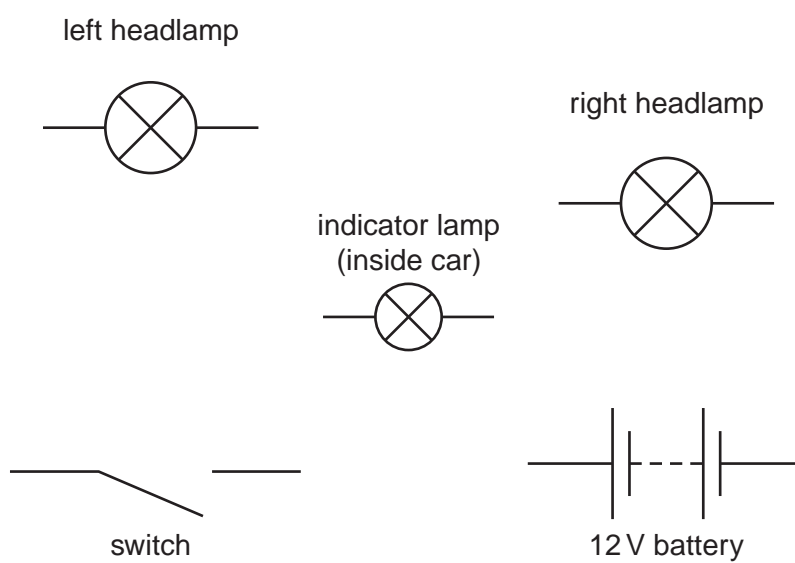 left headlamp
right headlamp
indicator lamp
(inside car)
switch
12 V battery